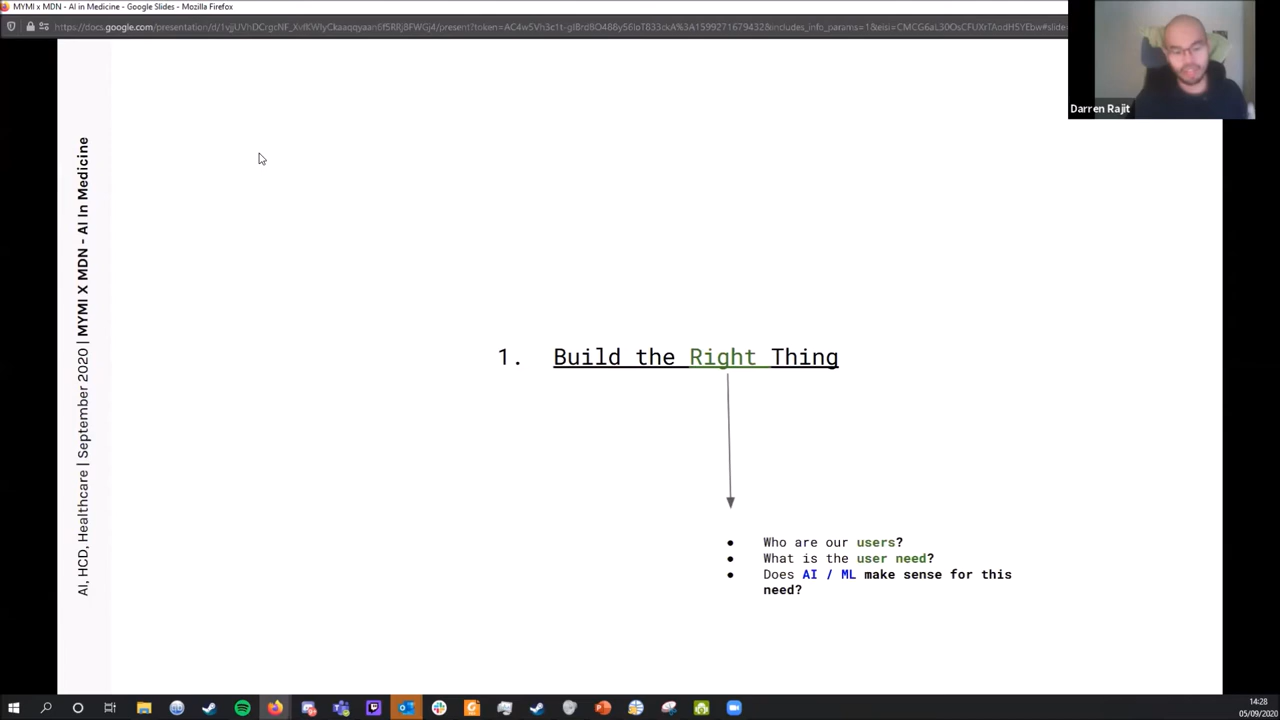 MYMI x MDN - AI in Medicine - Google Slides - Mozilla Firefox
Darren Rajit
AI, HCD, Healthcare | September 2020 | MYMI X MDN - AI In Medicine
1. Build the Right Thing
● Who are our users?
● What is the user need?
● Does AI / ML make sense for this
need?
14:28
05/09/2020